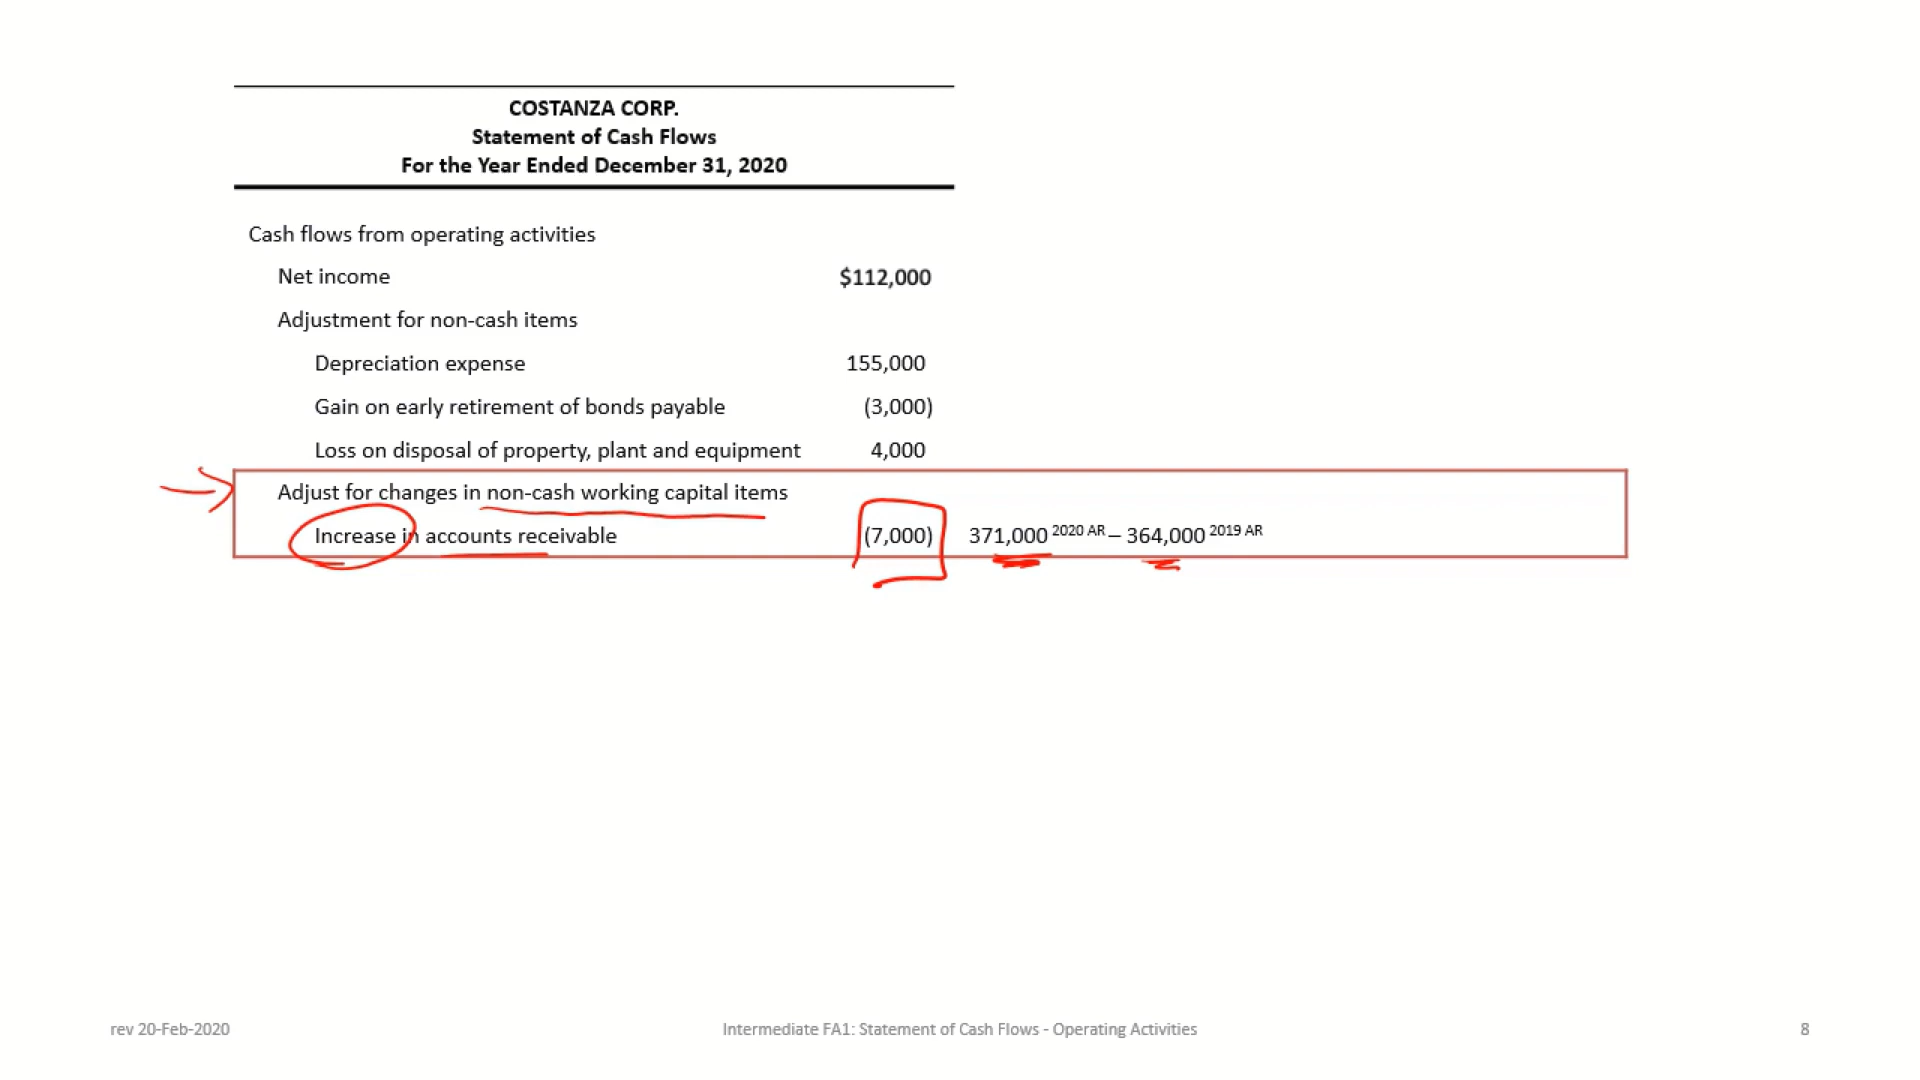 COSTANZA CORP.
Statement of Cash Flows
For the Year Ended December 31, 2020
Cash flows from operating activities
Net income $112,000
Adjustment for non-cash items
Depreciation expense 155,000
Gain on early retirement of bonds payable (3,000)
Loss on disposal of property, plant and equipment 4,000
Adjust for changes in non-cash working capital items
Increase in accounts receivable (7,000) 371,000 2020 AR – 364,000 2019 AR
rev 20-Feb-2020 Intermediate FA1: Statement of Cash Flows - Operating Activities 8